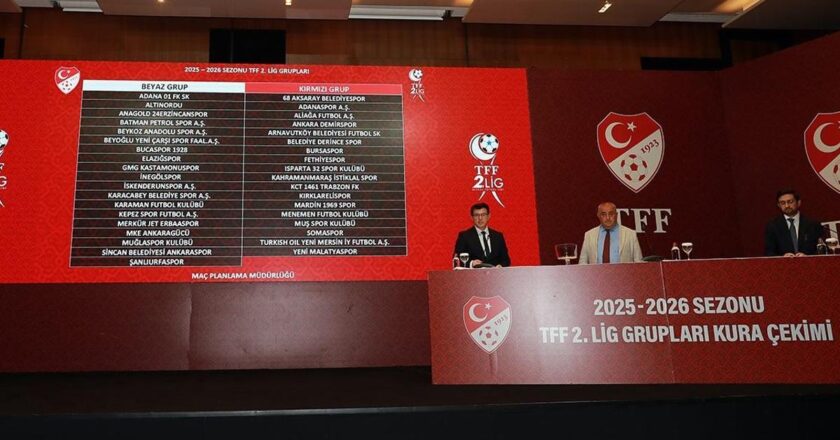 2025 - 2026 SEZONU TFF 2. LİG GRUPLARI
BEYAZ GRUP
ADANA 01 FK SK
ALTINORDU
ANAGOLD 24ERZİNCANSPOR
BATMAN PETROL SPOR A.Ş.
BEYKOZ ANADOLU SPOR A.Ş.
BEYOĞLU YENİ ÇARŞI SPOR FAAL.A.Ş.
BUCASPOR 1928
ELAZIĞSPOR
GMG KASTAMONUSPOR
İNEGÖLSPOR
İSKENDERUNSPOR A.Ş.
KARACABEY BELEDİYE SPOR A.Ş.
KARAMAN FUTBOL KULÜBÜ
KEPEZ SPOR FUTBOL A.Ş.
MERKÜR JET ERBAASPOR
MKE ANKARAGÜCÜ
MUĞLASPOR KULÜBÜ
SİNCAN BELEDİYESİ ANKARASPOR
ŞANLIURFASPOR
KIRMIZI GRUP
68 AKSARAY BELEDİYESPOR
ADANASPOR A.Ş.
ALİAĞA FUTBOL A.Ş.
ANKARA DEMİRSPOR
ARNAVUTKÖY BELEDİYESİ FUTBOL SK
BELEDİYE DERİNCE SPOR
BURSASPOR
FETHİYESPOR
ISPARTA 32 SPOR KULÜBÜ
KAHRAMANMARAŞ İSTİKLAL SPOR
KCT 1461 TRABZON FK
KIRKLARELİSPOR
MARDİN 1969 SPOR
MENEMEN FUTBOL KULÜBÜ
MUŞ SPOR KULÜBÜ
SOMASPOR
TURKISH OIL YENİ MERSİN İY FUTBOL A.Ş.
YENİ MALATYASPOR
MAÇ PLANLAMA MÜDÜRLÜĞÜ
TFF
2.LİG
1923
TFF
1923
TFF
1923
2025-2026 SEZONU
TFF 2. LİG GRUPLARI KURA ÇEKİMİ